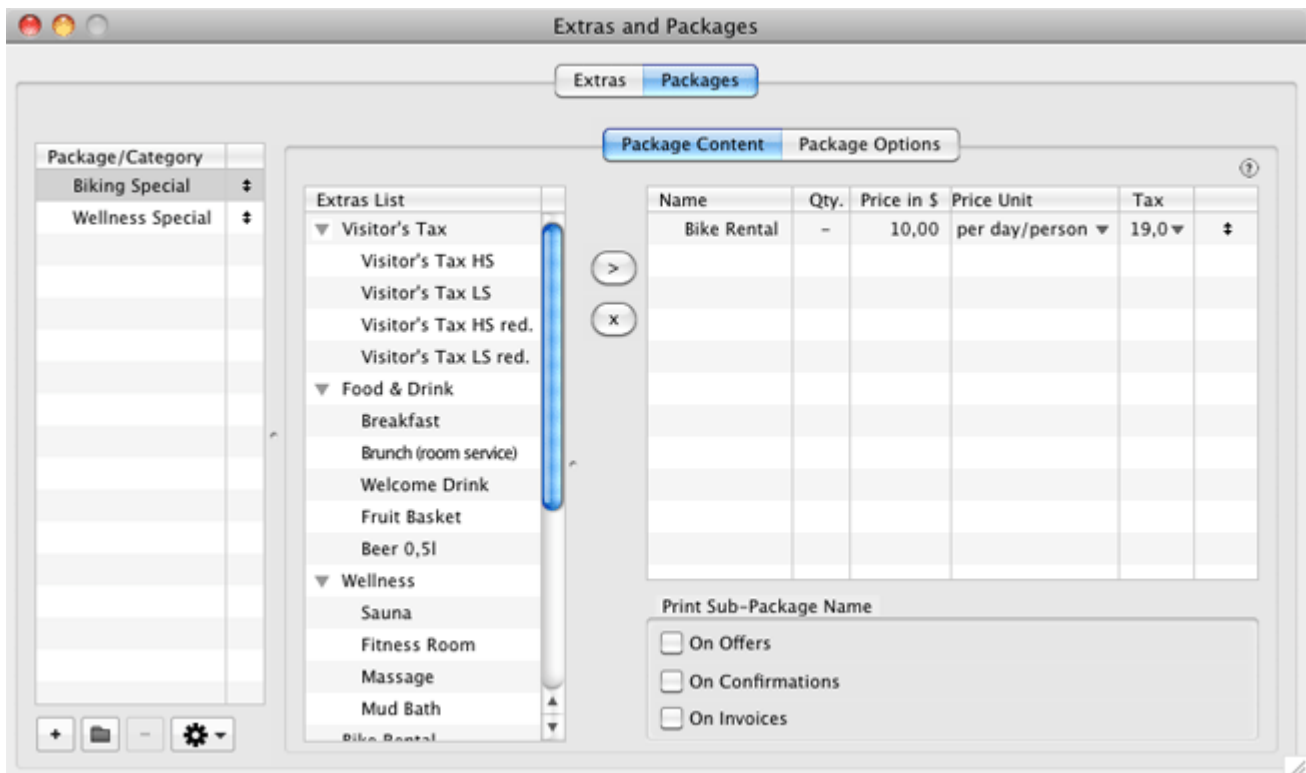 Extras and Packages
Extras Packages
Package Content Package Options
?
Package/Category
Biking Special
Wellness Special
Extras List
Visitor's Tax
Visitor's Tax HS
Visitor's Tax LS
Visitor's Tax HS red.
Visitor's Tax LS red.
Food & Drink
Breakfast
Brunch (room service)
Welcome Drink
Fruit Basket
Beer 0,5l
Wellness
Sauna
Fitness Room
Massage
Mud Bath
Bike Rental
>
x
Name Qty. Price in $ Price Unit Tax
Bike Rental - 10,00 per day/person 19,0
Print Sub-Package Name
On Offers
On Confirmations
On Invoices
+ -